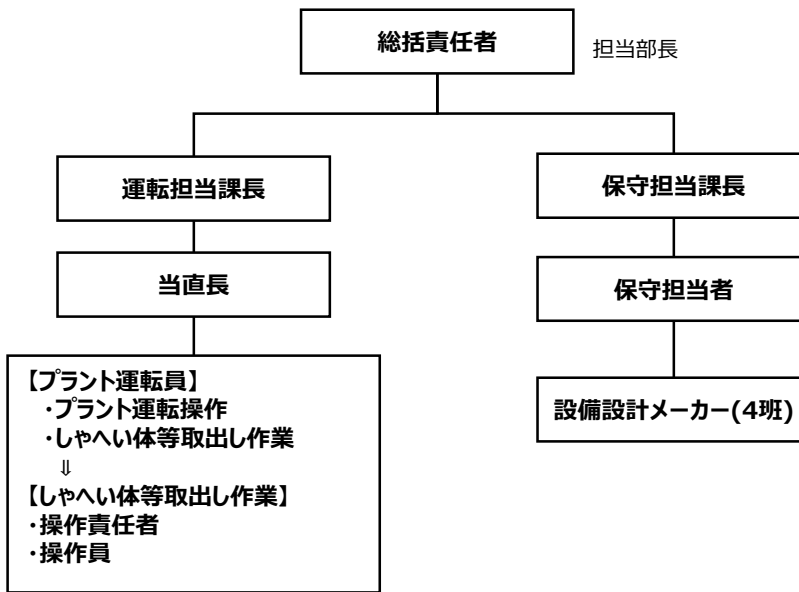 総括責任者
担当部長
運転担当課長
保守担当課長
当直長
保守担当者
【プラント運転員】
・プラント運転操作
・しゃへい体等取出し作業
⇓
【しゃへい体等取出し作業】
・操作責任者
・操作員
設備設計メーカー(4班)